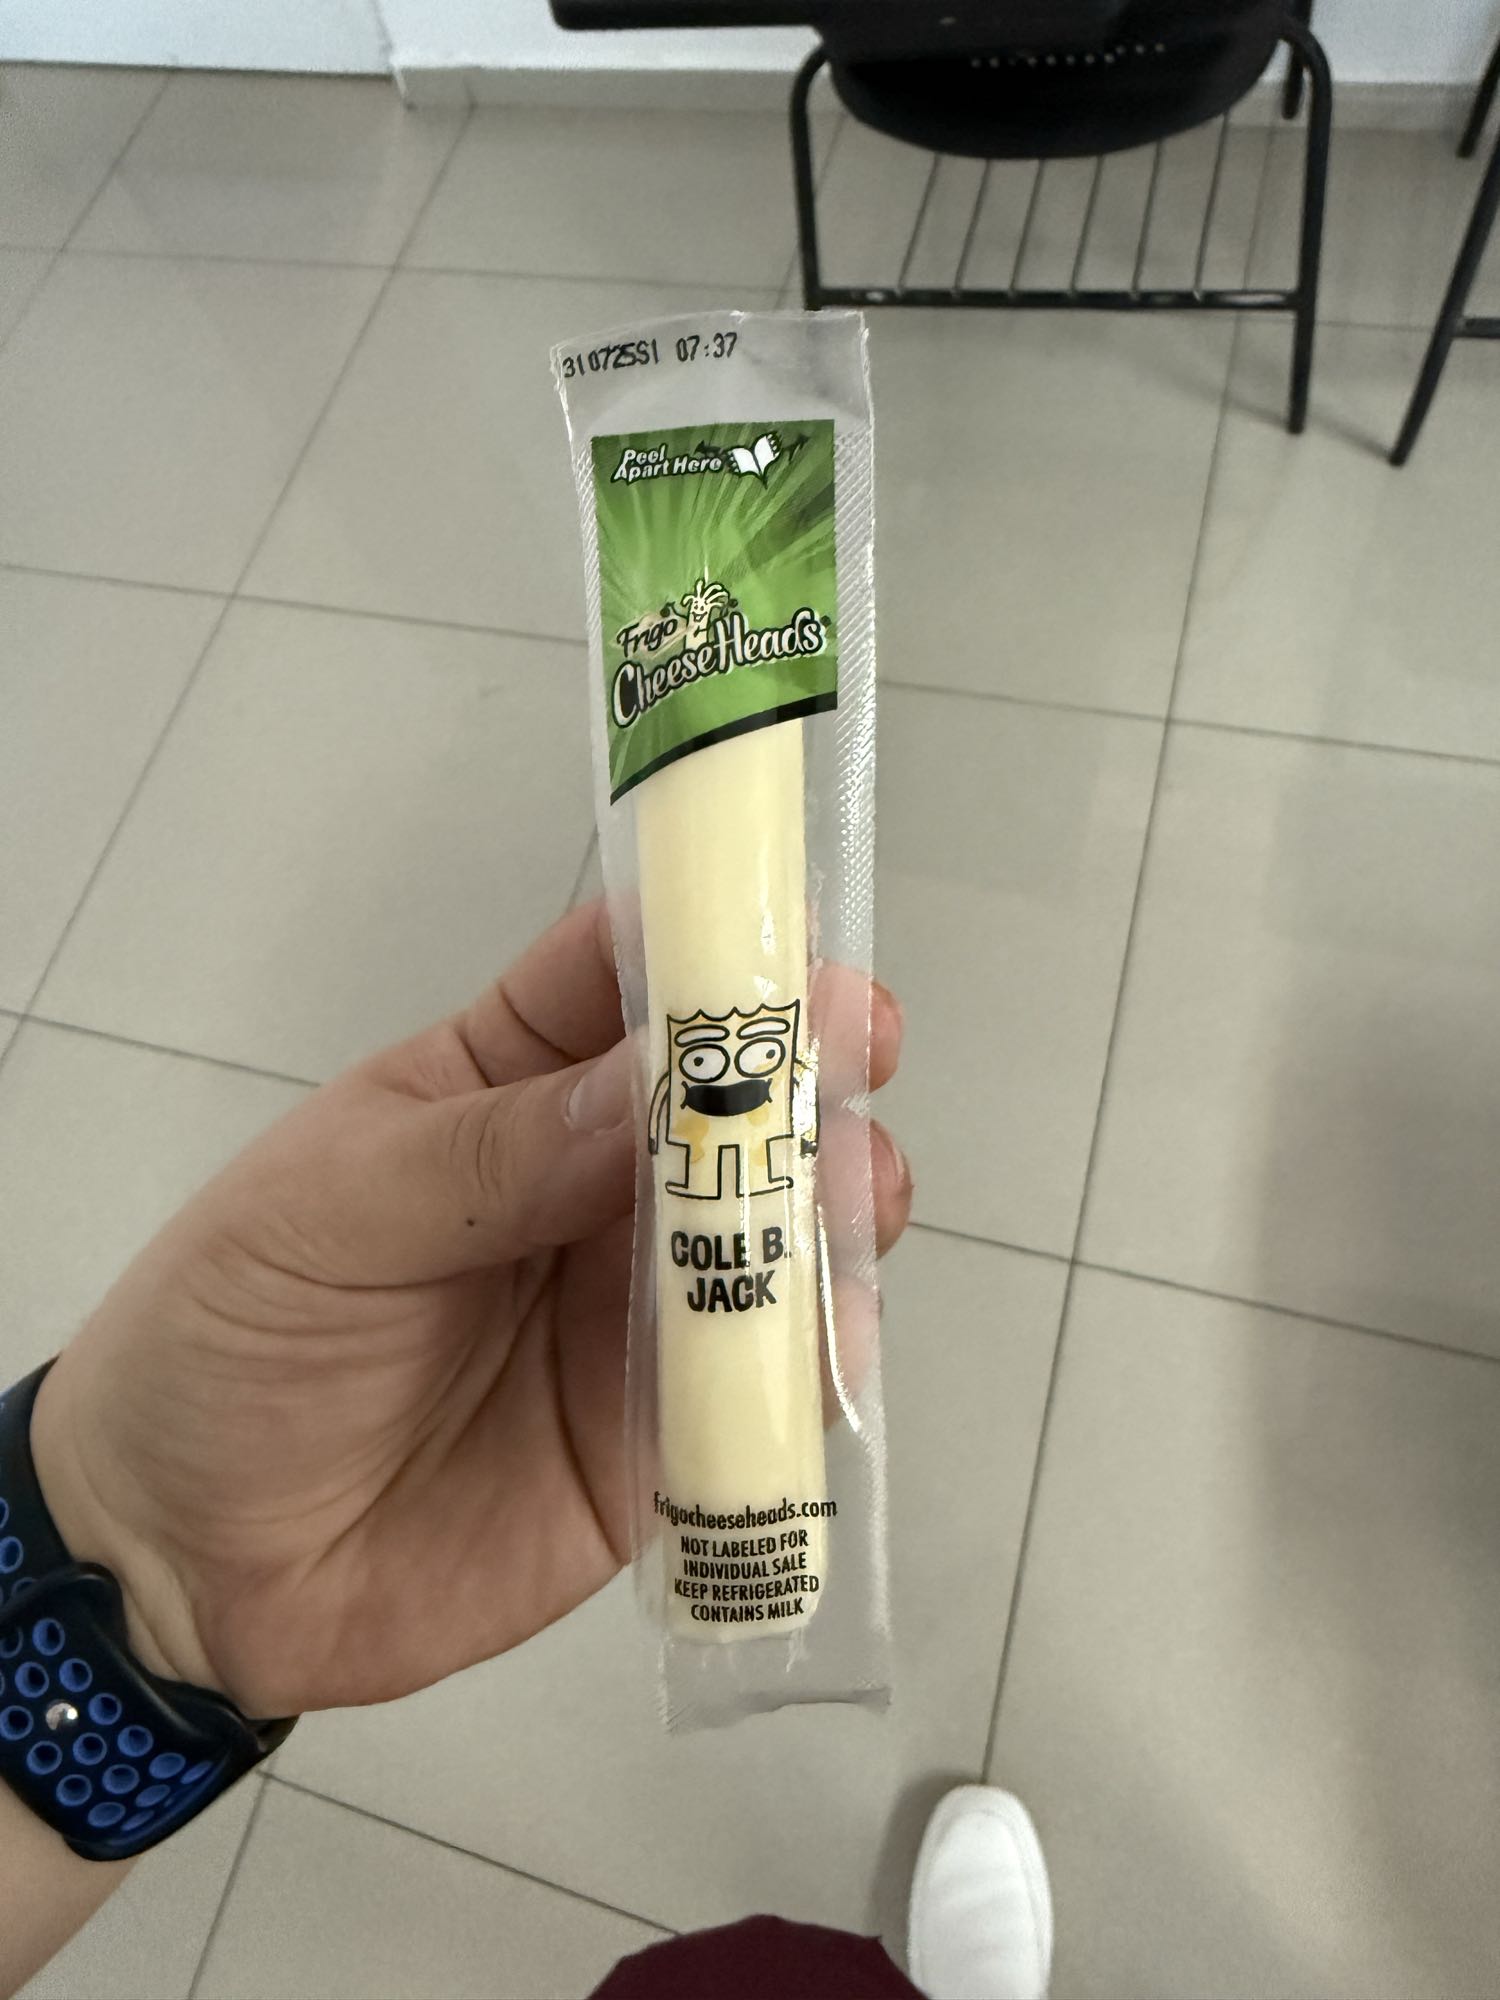 310725S1 07:37
Peel
Apart Here
Frigo
CheeseHeads®
COLE B.
JACK
frigocheeseheads.com
NOT LABELED FOR
INDIVIDUAL SALE
KEEP REFRIGERATED
CONTAINS MILK